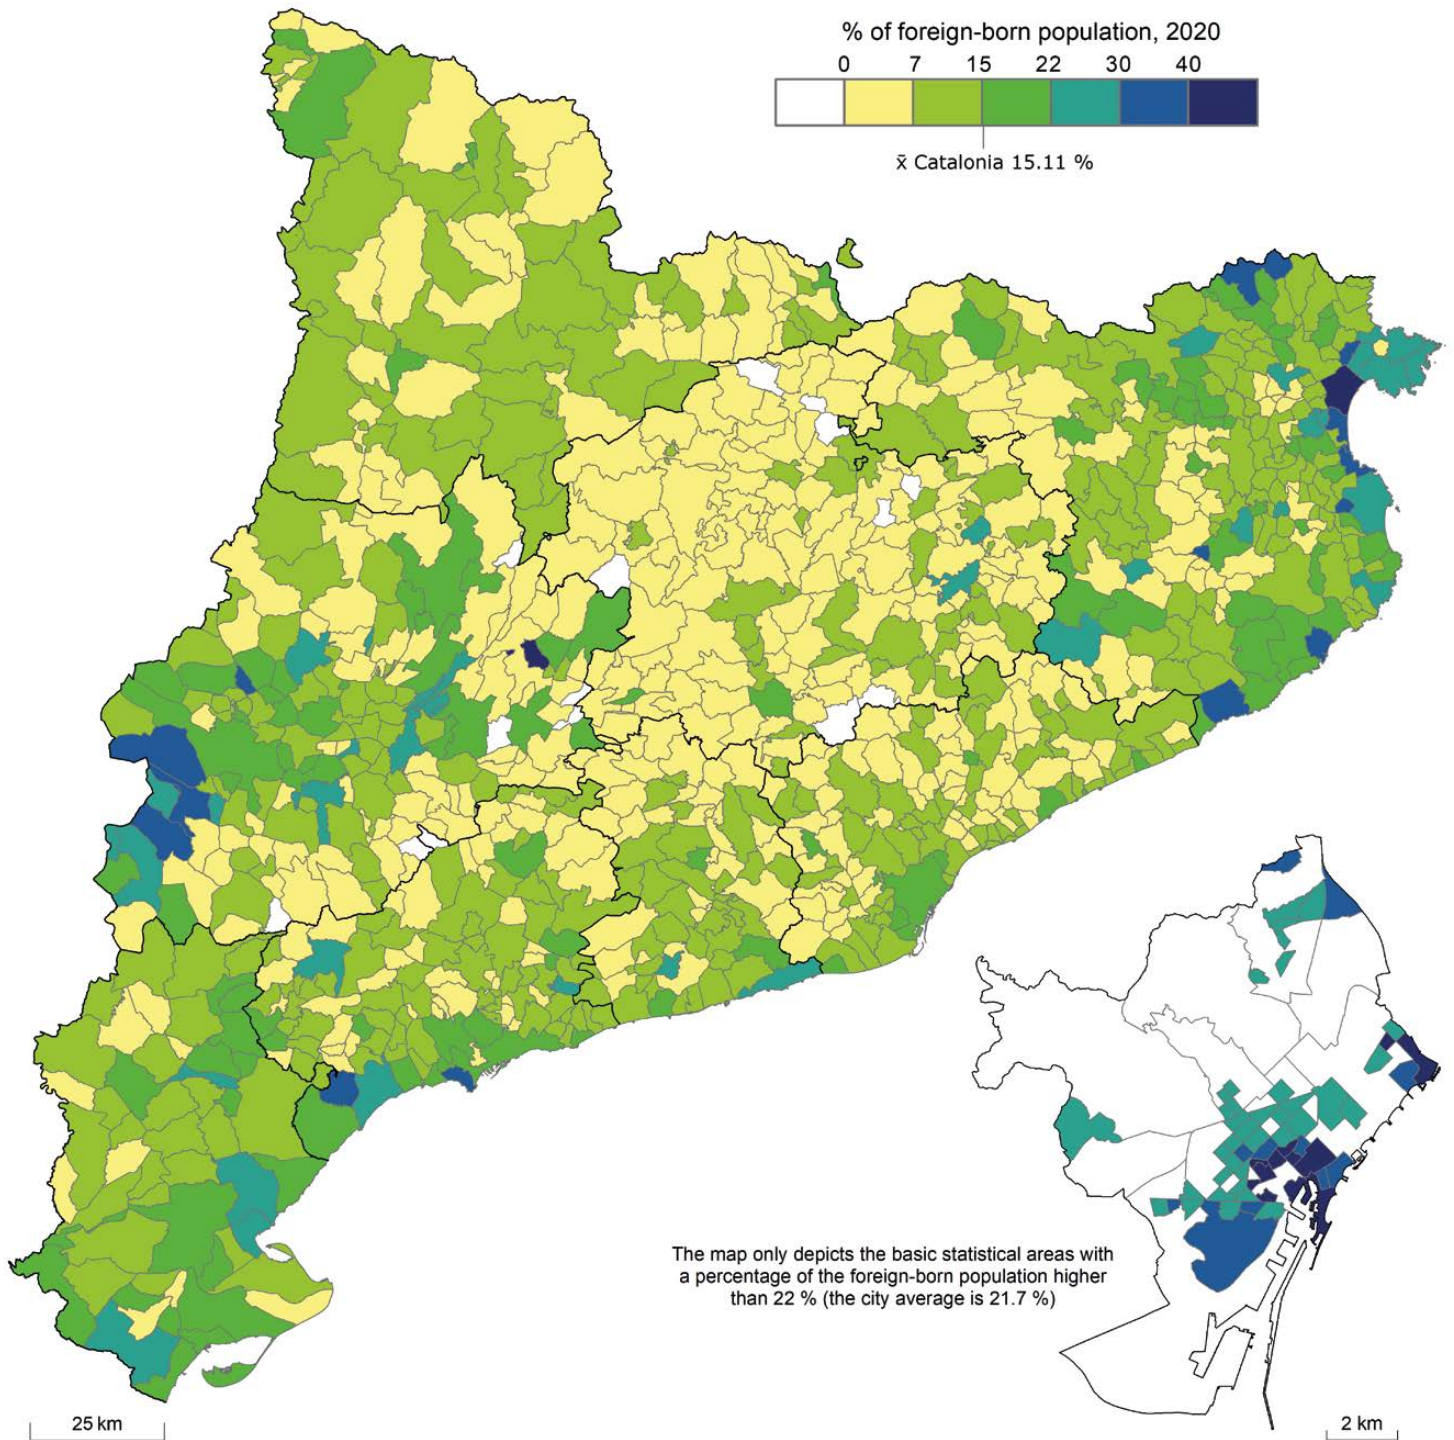 % of foreign-born population, 2020
0 7 15 22 30 40
x̄ Catalonia 15.11 %
The map only depicts the basic statistical areas with
a percentage of the foreign-born population higher
than 22 % (the city average is 21.7 %)
25 km
2 km